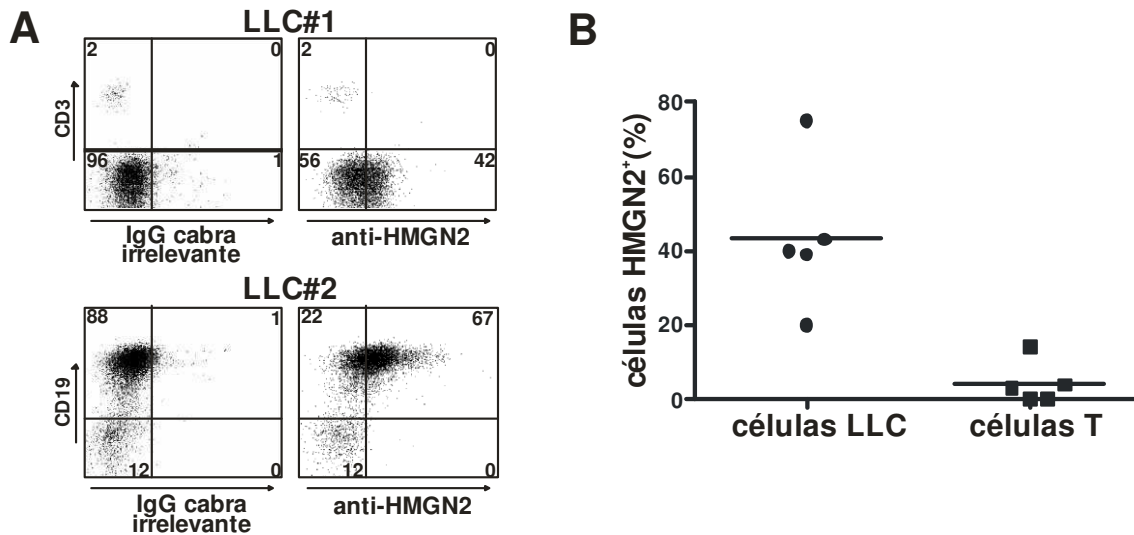 A
LLC#1
2 0
96 1
CD3
IgG cabra
irrelevante
2 0
56 42
anti-HMGN2
LLC#2
88 1
12 0
CD19
IgG cabra
irrelevante
22 67
12 0
anti-HMGN2
B
células HMGN2⁺(%)
80
60
40
20
0
células LLC
células T